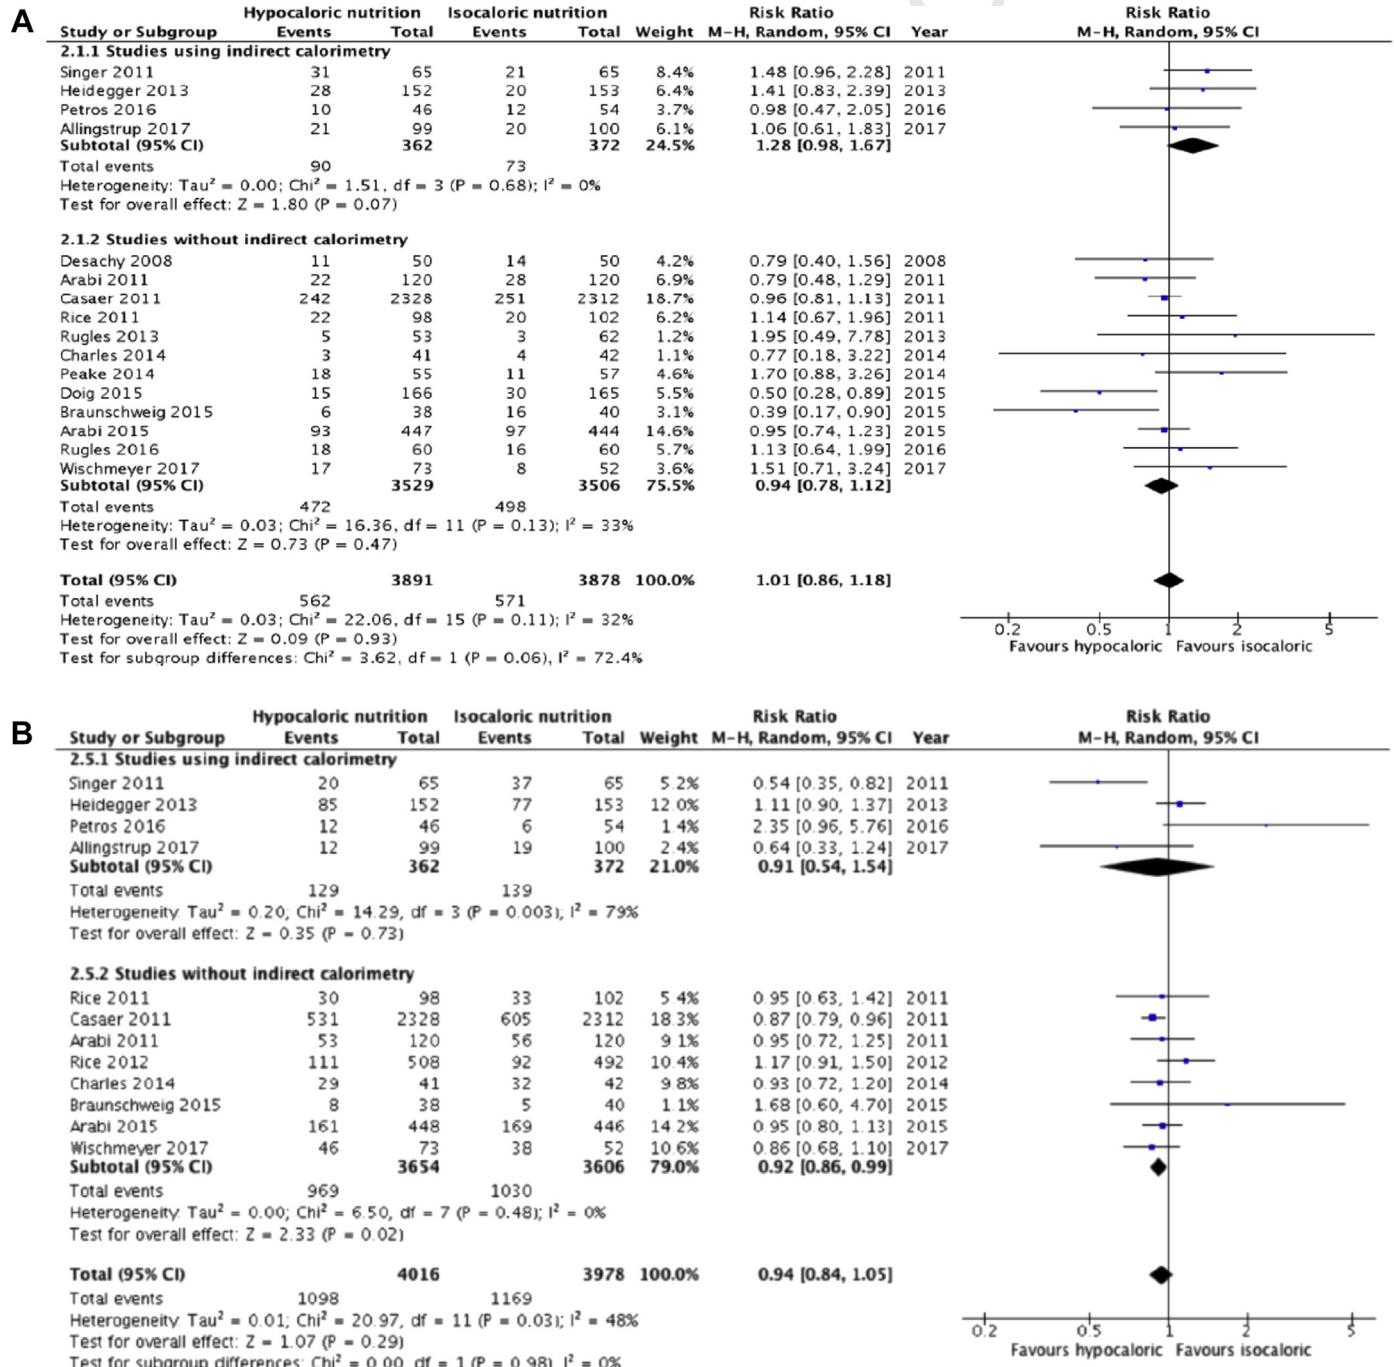 A
Hypocaloric nutrition Isocaloric nutrition Risk Ratio Risk Ratio
Study or Subgroup Events Total Events Total Weight M-H, Random, 95% CI Year M-H, Random, 95% CI
2.1.1 Studies using indirect calorimetry
Singer 2011 31 65 21 65 8.4% 1.48 [0.96, 2.28] 2011
Heidegger 2013 28 152 20 153 6.4% 1.41 [0.83, 2.39] 2013
Petros 2016 10 46 12 54 3.7% 0.98 [0.47, 2.05] 2016
Allingstrup 2017 21 99 20 100 6.1% 1.06 [0.61, 1.83] 2017
Subtotal (95% CI) 362 372 24.5% 1.28 [0.98, 1.67]
Total events 90 73
Heterogeneity: Tau² = 0.00; Chi² = 1.51, df = 3 (P = 0.68); I² = 0%
Test for overall effect: Z = 1.80 (P = 0.07)
2.1.2 Studies without indirect calorimetry
Desachy 2008 11 50 14 50 4.2% 0.79 [0.40, 1.56] 2008
Arabi 2011 22 120 28 120 6.9% 0.79 [0.48, 1.29] 2011
Casaer 2011 242 2328 251 2312 18.7% 0.96 [0.81, 1.13] 2011
Rice 2011 22 98 20 102 6.2% 1.14 [0.67, 1.96] 2011
Rugles 2013 5 53 3 62 1.2% 1.95 [0.49, 7.78] 2013
Charles 2014 3 41 4 42 1.1% 0.77 [0.18, 3.22] 2014
Peake 2014 18 55 11 57 4.6% 1.70 [0.88, 3.26] 2014
Doig 2015 15 166 30 165 5.5% 0.50 [0.28, 0.89] 2015
Braunschweig 2015 6 38 16 40 3.1% 0.39 [0.17, 0.90] 2015
Arabi 2015 93 447 97 444 14.6% 0.95 [0.74, 1.23] 2015
Rugles 2016 18 60 16 60 5.7% 1.13 [0.64, 1.99] 2016
Wischmeyer 2017 17 73 8 52 3.6% 1.51 [0.71, 3.24] 2017
Subtotal (95% CI) 3529 3506 75.5% 0.94 [0.78, 1.12]
Total events 472 498
Heterogeneity: Tau² = 0.03; Chi² = 16.36, df = 11 (P = 0.13); I² = 33%
Test for overall effect: Z = 0.73 (P = 0.47)
Total (95% CI) 3891 3878 100.0% 1.01 [0.86, 1.18]
Total events 562 571
Heterogeneity: Tau² = 0.03; Chi² = 22.06, df = 15 (P = 0.11); I² = 32%
Test for overall effect: Z = 0.09 (P = 0.93)
Test for subgroup differences: Chi² = 3.62, df = 1 (P = 0.06), I² = 72.4%
0.2 0.5 1 2 5
Favours hypocaloric Favours isocaloric
B
Hypocaloric nutrition Isocaloric nutrition Risk Ratio Risk Ratio
Study or Subgroup Events Total Events Total Weight M-H, Random, 95% CI Year M-H, Random, 95% CI
2.5.1 Studies using indirect calorimetry
Singer 2011 20 65 37 65 5.2% 0.54 [0.35, 0.82] 2011
Heidegger 2013 85 152 77 153 12.0% 1.11 [0.90, 1.37] 2013
Petros 2016 12 46 6 54 1.4% 2.35 [0.96, 5.76] 2016
Allingstrup 2017 12 99 19 100 2.4% 0.64 [0.33, 1.24] 2017
Subtotal (95% CI) 362 372 21.0% 0.91 [0.54, 1.54]
Total events 129 139
Heterogeneity: Tau² = 0.20; Chi² = 14.29, df = 3 (P = 0.003); I² = 79%
Test for overall effect: Z = 0.35 (P = 0.73)
2.5.2 Studies without indirect calorimetry
Rice 2011 30 98 33 102 5.4% 0.95 [0.63, 1.42] 2011
Casaer 2011 531 2328 605 2312 18.3% 0.87 [0.79, 0.96] 2011
Arabi 2011 53 120 56 120 9.1% 0.95 [0.72, 1.25] 2011
Rice 2012 111 508 92 492 10.4% 1.17 [0.91, 1.50] 2012
Charles 2014 29 41 32 42 9.8% 0.93 [0.72, 1.20] 2014
Braunschweig 2015 8 38 5 40 1.1% 1.68 [0.60, 4.70] 2015
Arabi 2015 161 448 169 446 14.2% 0.95 [0.80, 1.13] 2015
Wischmeyer 2017 46 73 38 52 10.6% 0.86 [0.68, 1.10] 2017
Subtotal (95% CI) 3654 3606 79.0% 0.92 [0.86, 0.99]
Total events 969 1030
Heterogeneity: Tau² = 0.00; Chi² = 6.50, df = 7 (P = 0.48); I² = 0%
Test for overall effect: Z = 2.33 (P = 0.02)
Total (95% CI) 4016 3978 100.0% 0.94 [0.84, 1.05]
Total events 1098 1169
Heterogeneity: Tau² = 0.01; Chi² = 20.97, df = 11 (P = 0.03); I² = 48%
Test for overall effect: Z = 1.07 (P = 0.29)
Test for subgroup differences: Chi² = 0.00, df = 1 (P = 0.98), I² = 0%
0.2 0.5 1 2 5
Favours hypocaloric Favours isocaloric